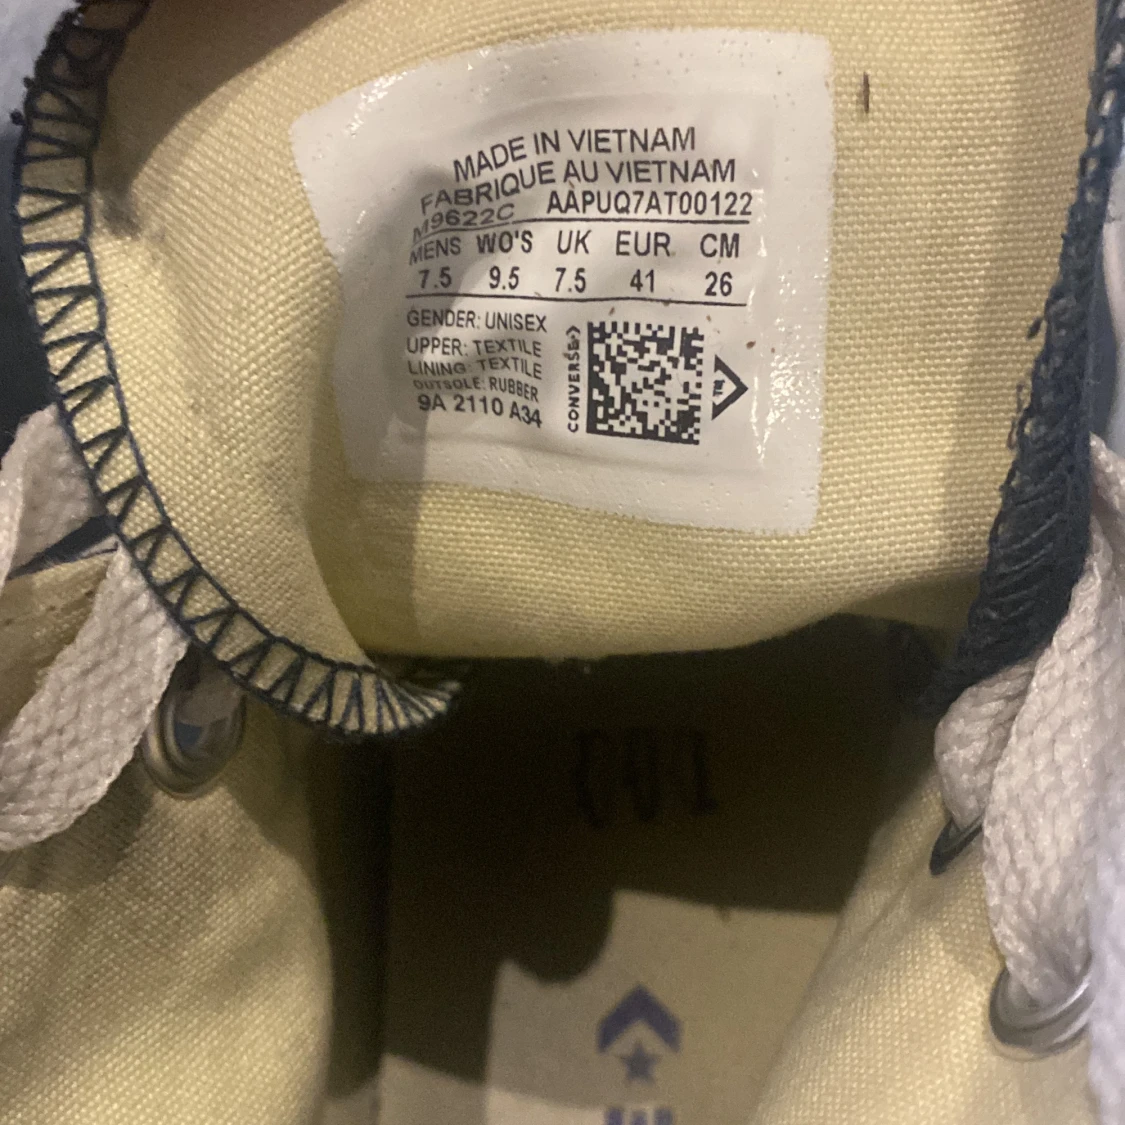 MADE IN VIETNAM
FABRIQUE AU VIETNAM
M9622C AAPUQ7AT00122
MENS WO'S UK EUR CM
7.5 9.5 7.5 41 26
GENDER: UNISEX
UPPER: TEXTILE
LINING: TEXTILE
OUTSOLE: RUBBER
9A 2110 A34
CONVERSE